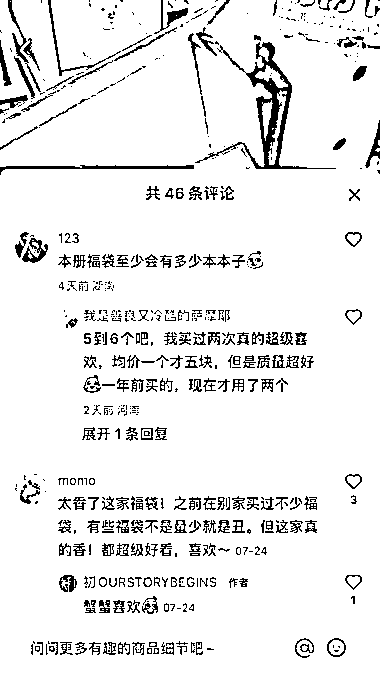 共 46 条评论
123
本册福袋至少会有多少本本子
4天前 湖南
我是善良又冷酷的萨摩耶
5到6个吧，我买过两次真的超级喜
欢，均价一个才五块，但是质量超好
一年前买的，现在才用了两个
2天前 河南
展开 1 条回复
momo
3
太香了这家福袋！之前在别家买过不少福
袋，有些福袋不是量少就是丑。但这家真
的香！都超级好看，喜欢～ 07-24
初OURSTORYBEGINS 作者
1
蟹蟹喜欢 07-24
问问更多有趣的商品细节吧~